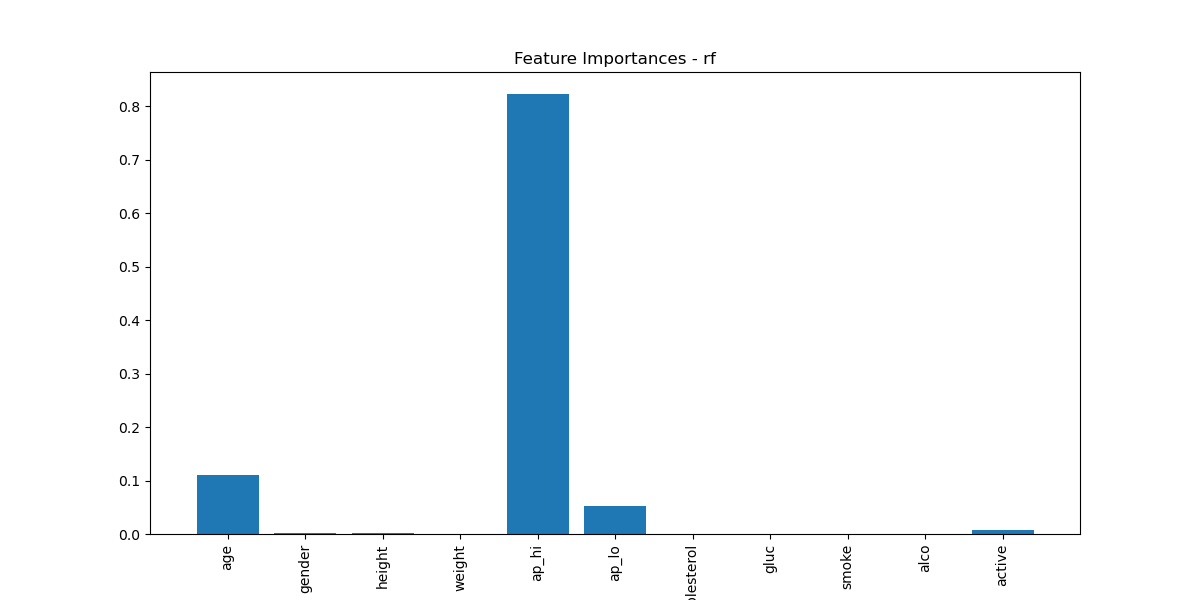 Feature Importances - rf
0.8
0.7
0.6
0.5
0.4
0.3
0.2
0.1
0.0
age
gender
height
weight
ap_hi
ap_lo
olesterol
gluc
smoke
alco
active